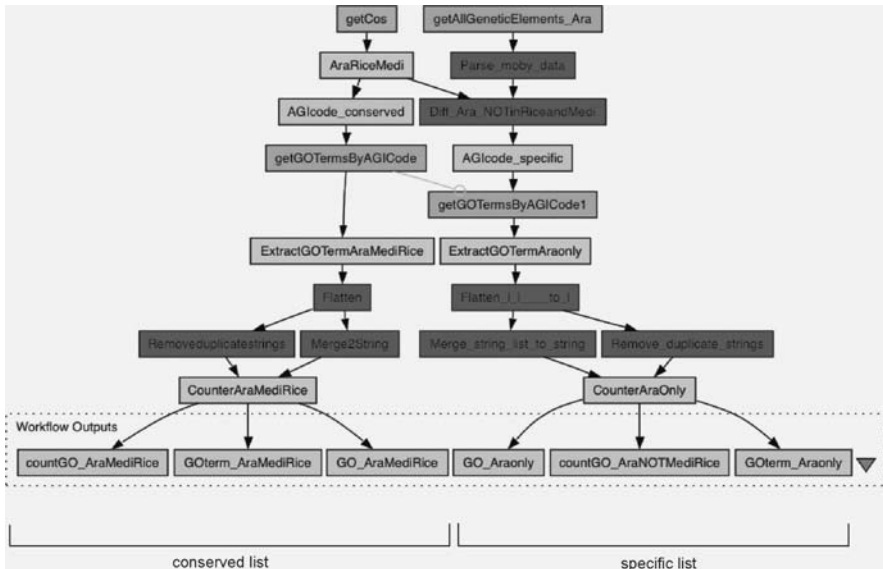 getCos getAllGeneticElements_Ara
AraRiceMedi Parse_moby_data
AGIcode_conserved Diff_Ara_NOTinRiceandMedi
getGOTermsByAGICode AGIcode_specific
getGOTermsByAGICode1
ExtractGOTermAraMediRice ExtractGOTermAraonly
Flatten Flatten_l_l____to_l
Removeduplicatestrings Merge2String Merge_string_list_to_string Remove_duplicate_strings
CounterAraMediRice CounterAraOnly
Workflow Outputs
countGO_AraMediRice GOterm_AraMediRice GO_AraMediRice GO_Araonly countGO_AraNOTMediRice GOterm_Araonly
conserved list specific list